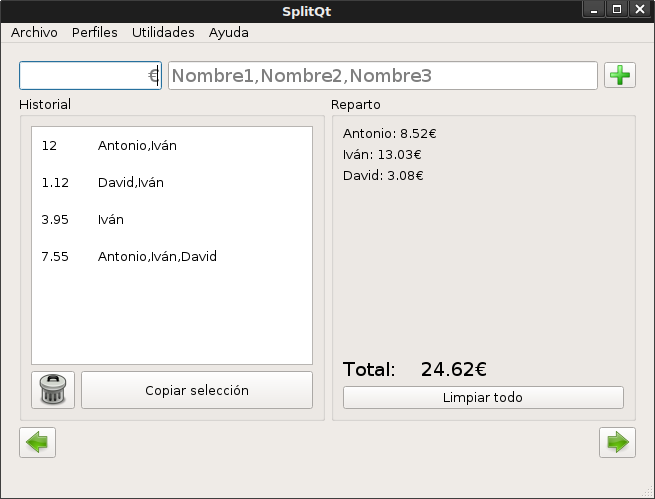 SplitQt
Archivo Perfiles Utilidades Ayuda
€ Nombre1,Nombre2,Nombre3
Historial
12 Antonio,Iván
1.12 David,Iván
3.95 Iván
7.55 Antonio,Iván,David
Copiar selección
Reparto
Antonio: 8.52€
Iván: 13.03€
David: 3.08€
Total: 24.62€
Limpiar todo